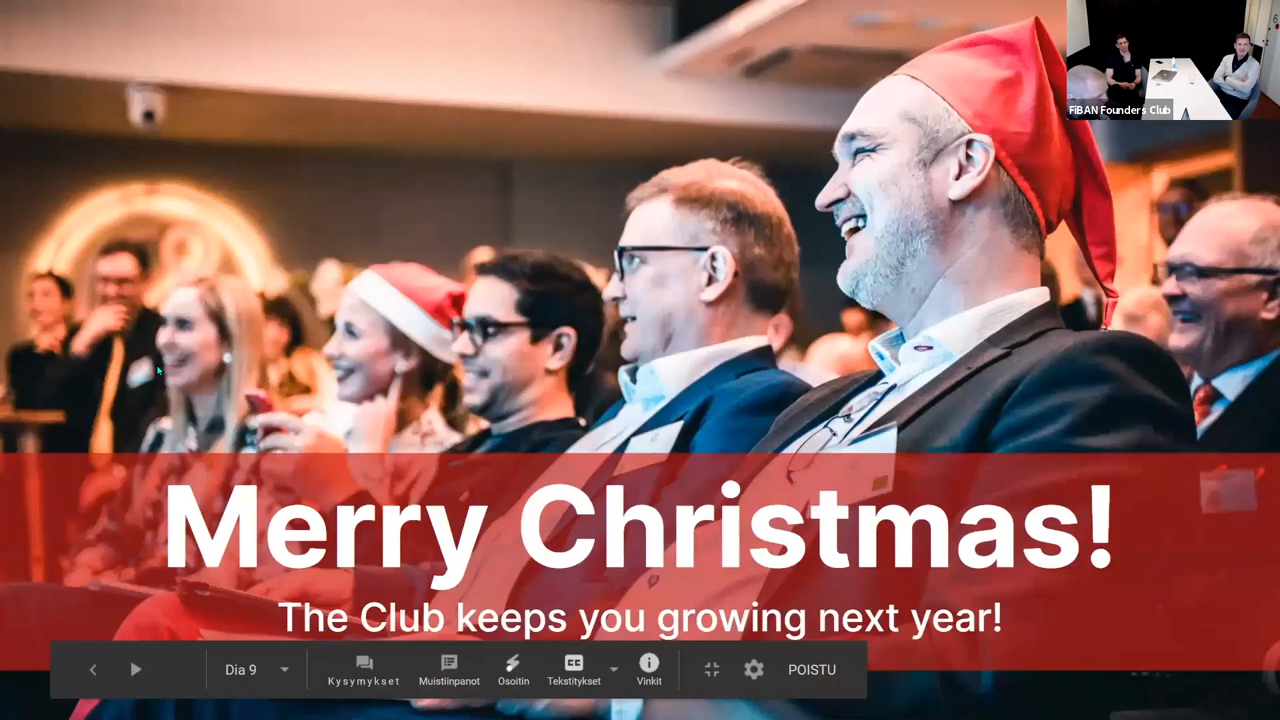 FiBAN Founders Club
Merry Christmas!
The Club keeps you growing next year!
Dia 9
Kysymykset
Muistiinpanot
Osoitin
CC
Tekstitykset
Vinkit
POISTU